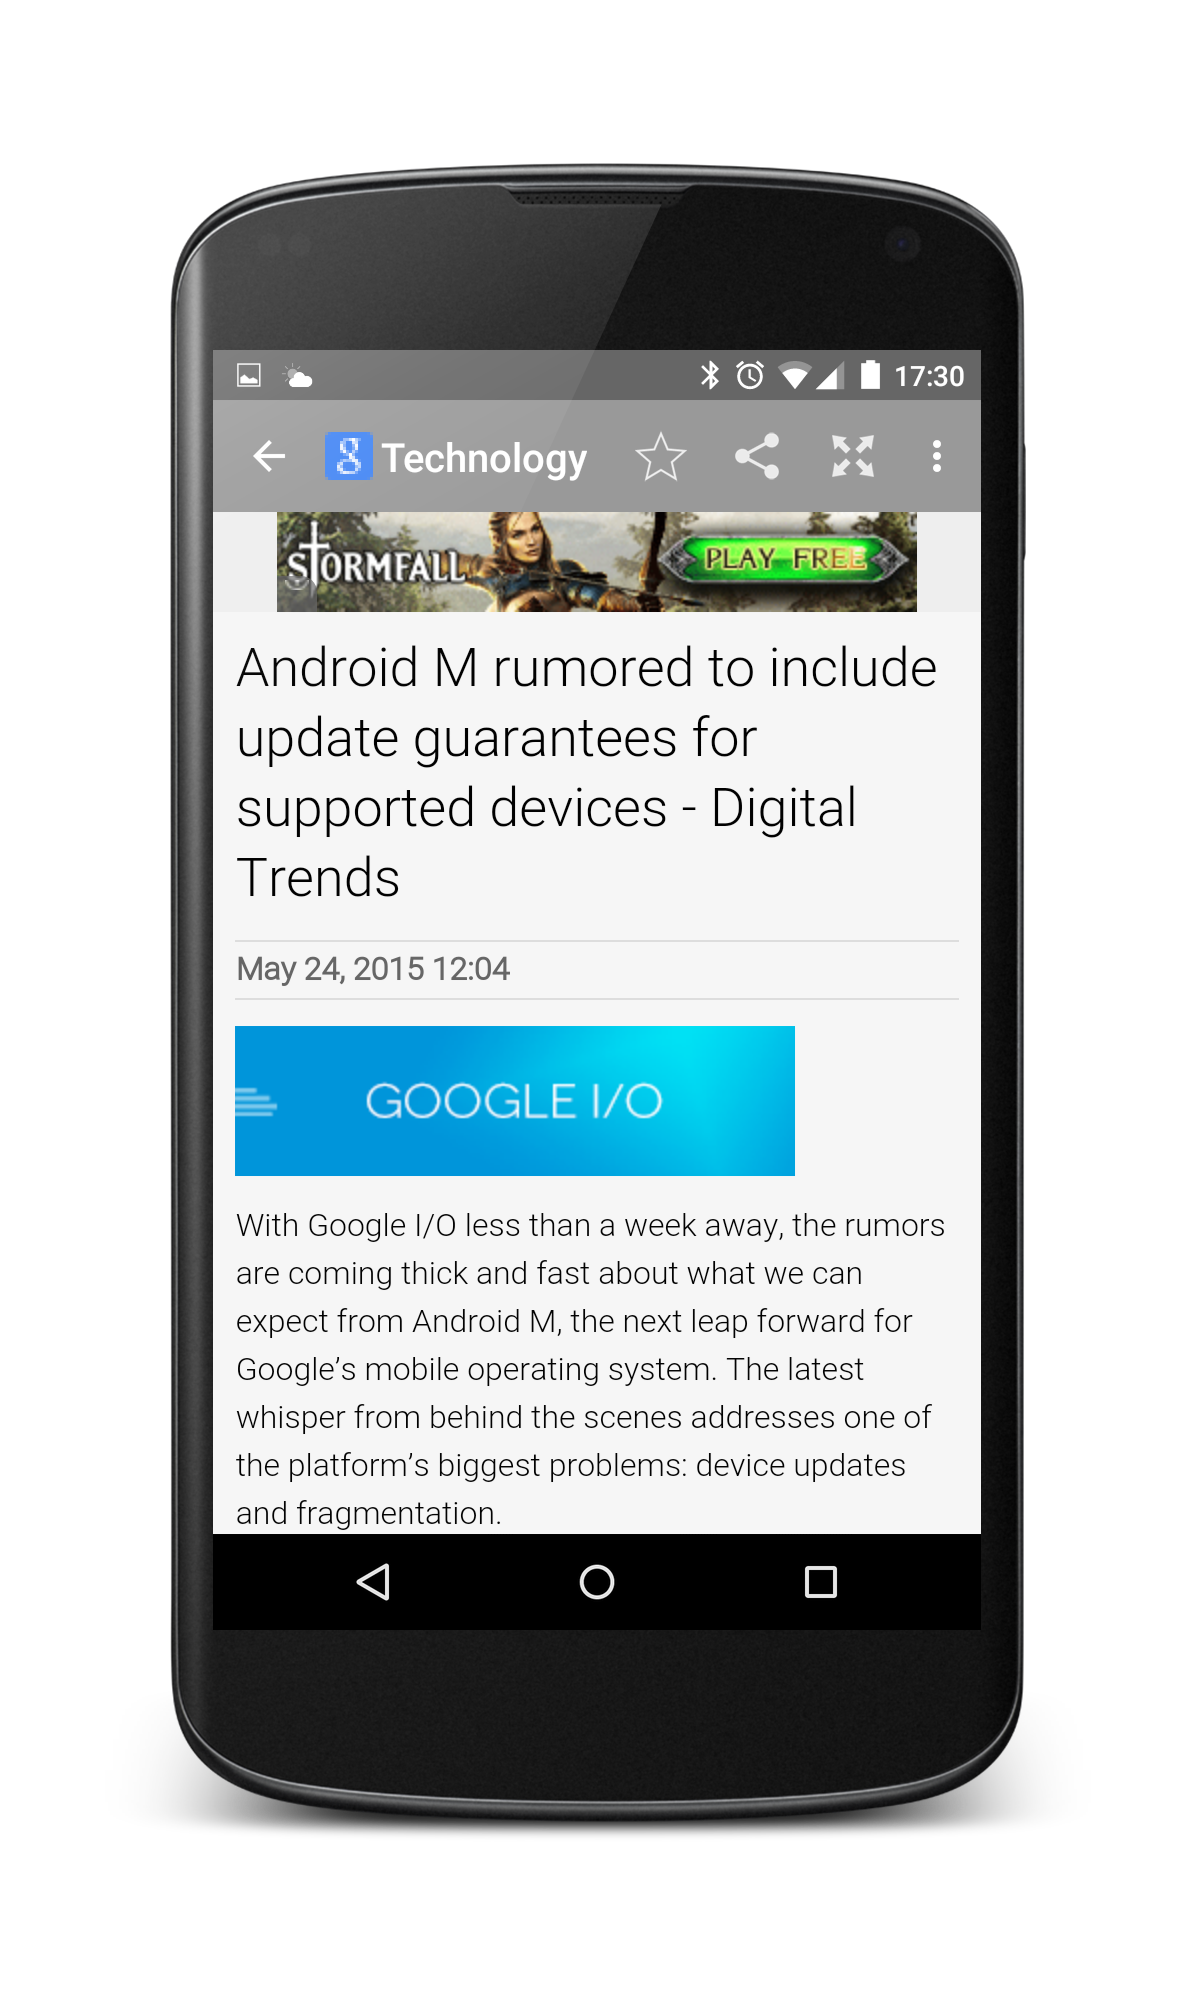 17:30
g Technology
STORMFALL PLAY FREE
Android M rumored to include
update guarantees for
supported devices - Digital
Trends
May 24, 2015 12:04
GOOGLE I/O
With Google I/O less than a week away, the rumors
are coming thick and fast about what we can
expect from Android M, the next leap forward for
Google’s mobile operating system. The latest
whisper from behind the scenes addresses one of
the platform’s biggest problems: device updates
and fragmentation.